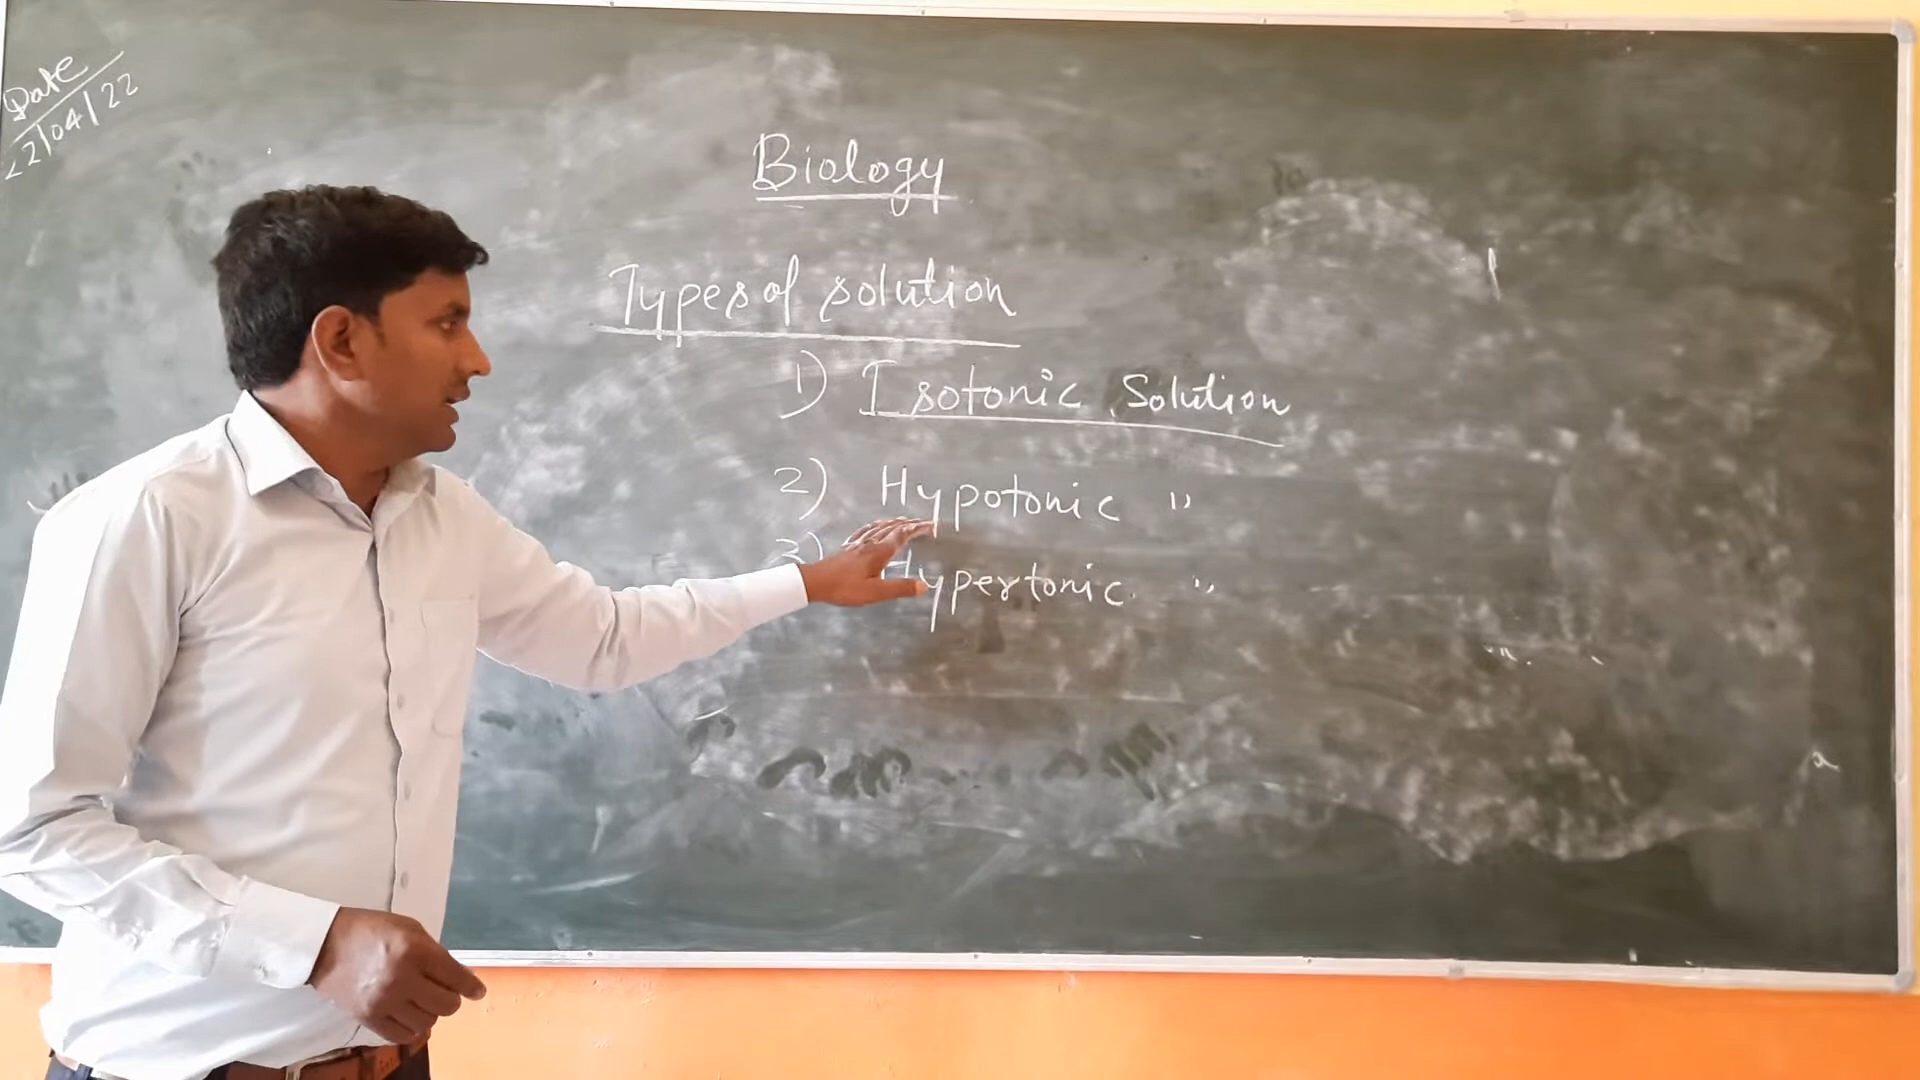 Date
22/04/22
Biology
Types of solution
1) Isotonic Solution
2) Hypotonic "
3) Hypertonic "